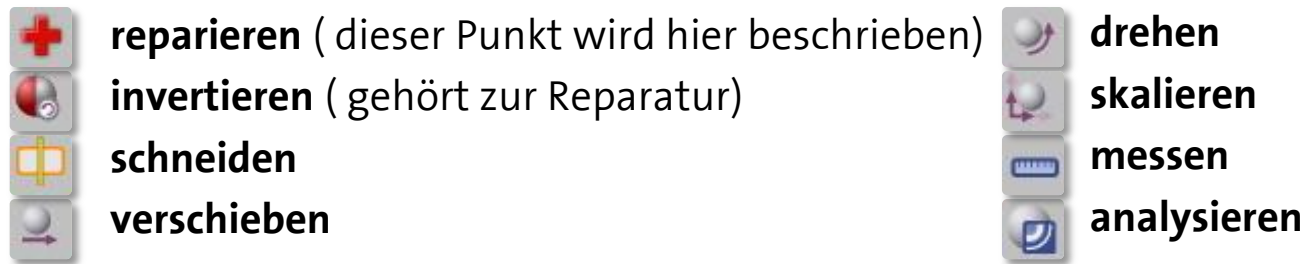 reparieren ( dieser Punkt wird hier beschrieben)
invertieren ( gehört zur Reparatur)
schneiden
verschieben
drehen
skalieren
messen
analysieren